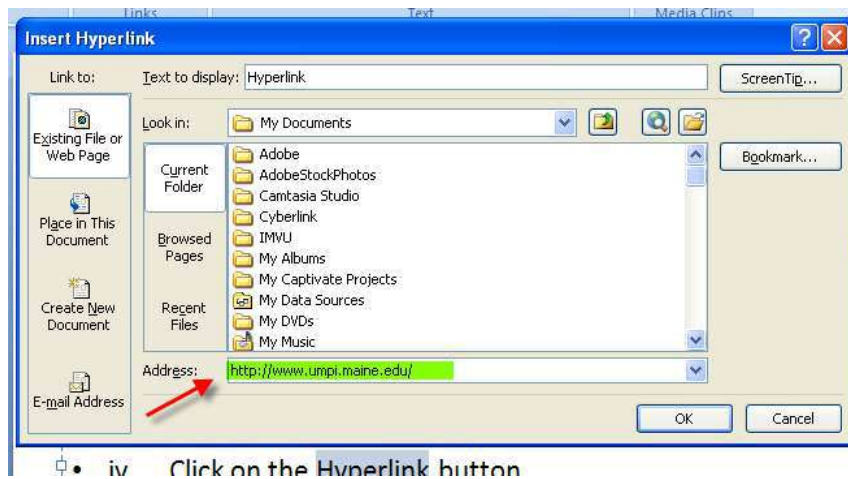 Links Text Media Clips
Insert Hyperlink
Link to:
Text to display: Hyperlink
ScreenTip...
Existing File or
Web Page
Look in: My Documents
Bookmark...
Current
Folder
Adobe
AdobeStockPhotos
Camtasia Studio
Cyberlink
IMVU
My Albums
My Captivate Projects
My Data Sources
My DVDs
My Music
Place in This
Document
Browsed
Pages
Create New
Document
Recent
Files
Address: http://www.umpi.maine.edu/
E-mail Address
OK Cancel
• iv Click on the Hyperlink button